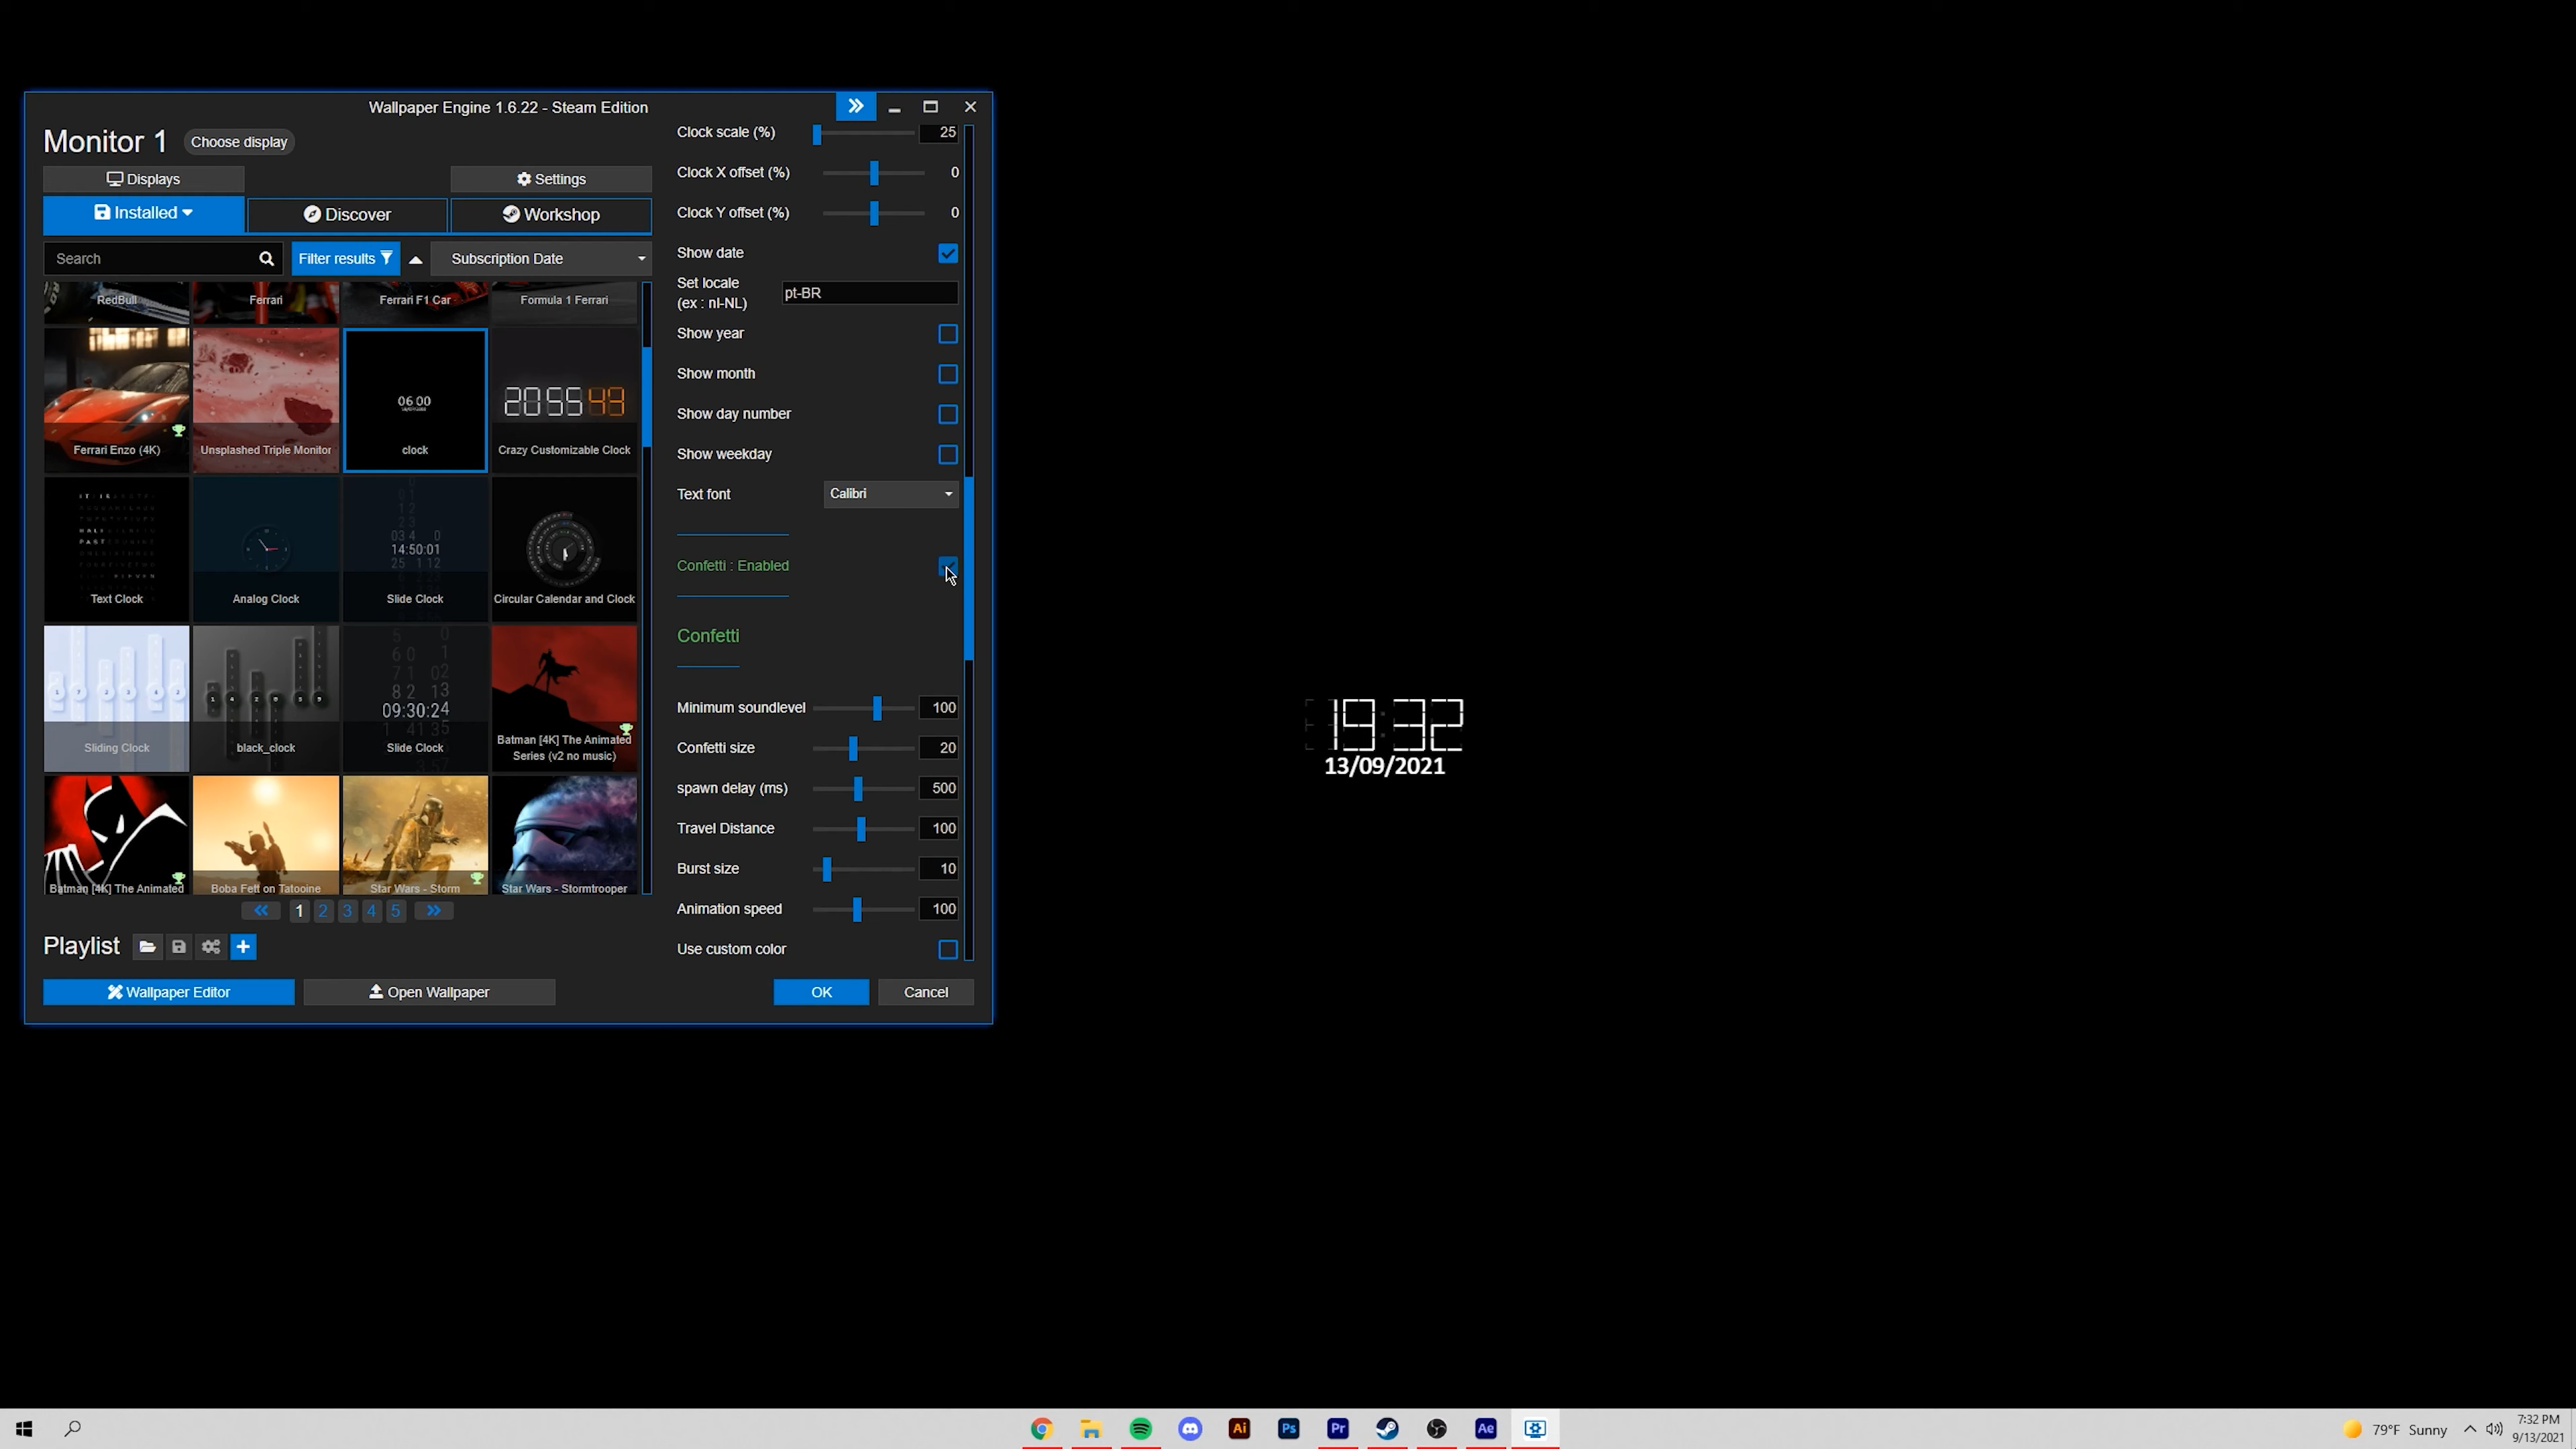 Wallpaper Engine 1.6.22 - Steam Edition
Monitor 1 Choose display
Displays Settings
Installed Discover Workshop
Search Filter results Subscription Date
RedBull Ferrari Ferrari F1 Car Formula 1 Ferrari
06 00
20 55 43
Ferrari Enzo (4K) Unsplashed Triple Monitor clock Crazy Customizable Clock
14:50:01
Text Clock Analog Clock Slide Clock Circular Calendar and Clock
09:30:24
Sliding Clock black_clock Slide Clock Batman [4K] The Animated
Series (v2 no music)
Batman [4K] The Animated Boba Fett on Tatooine Star Wars - Storm Star Wars - Stormtrooper
1 2 3 4 5
Playlist
Wallpaper Editor Open Wallpaper
Clock scale (%) 25
Clock X offset (%) 0
Clock Y offset (%) 0
Show date
Set locale
(ex : nl-NL) pt-BR
Show year
Show month
Show day number
Show weekday
Text font Calibri
Confetti : Enabled
Confetti
Minimum soundlevel 100
Confetti size 20
spawn delay (ms) 500
Travel Distance 100
Burst size 10
Animation speed 100
Use custom color
OK Cancel
19:32
13/09/2021
Ai Ps Pr Ae
79°F Sunny
7:32 PM
9/13/2021